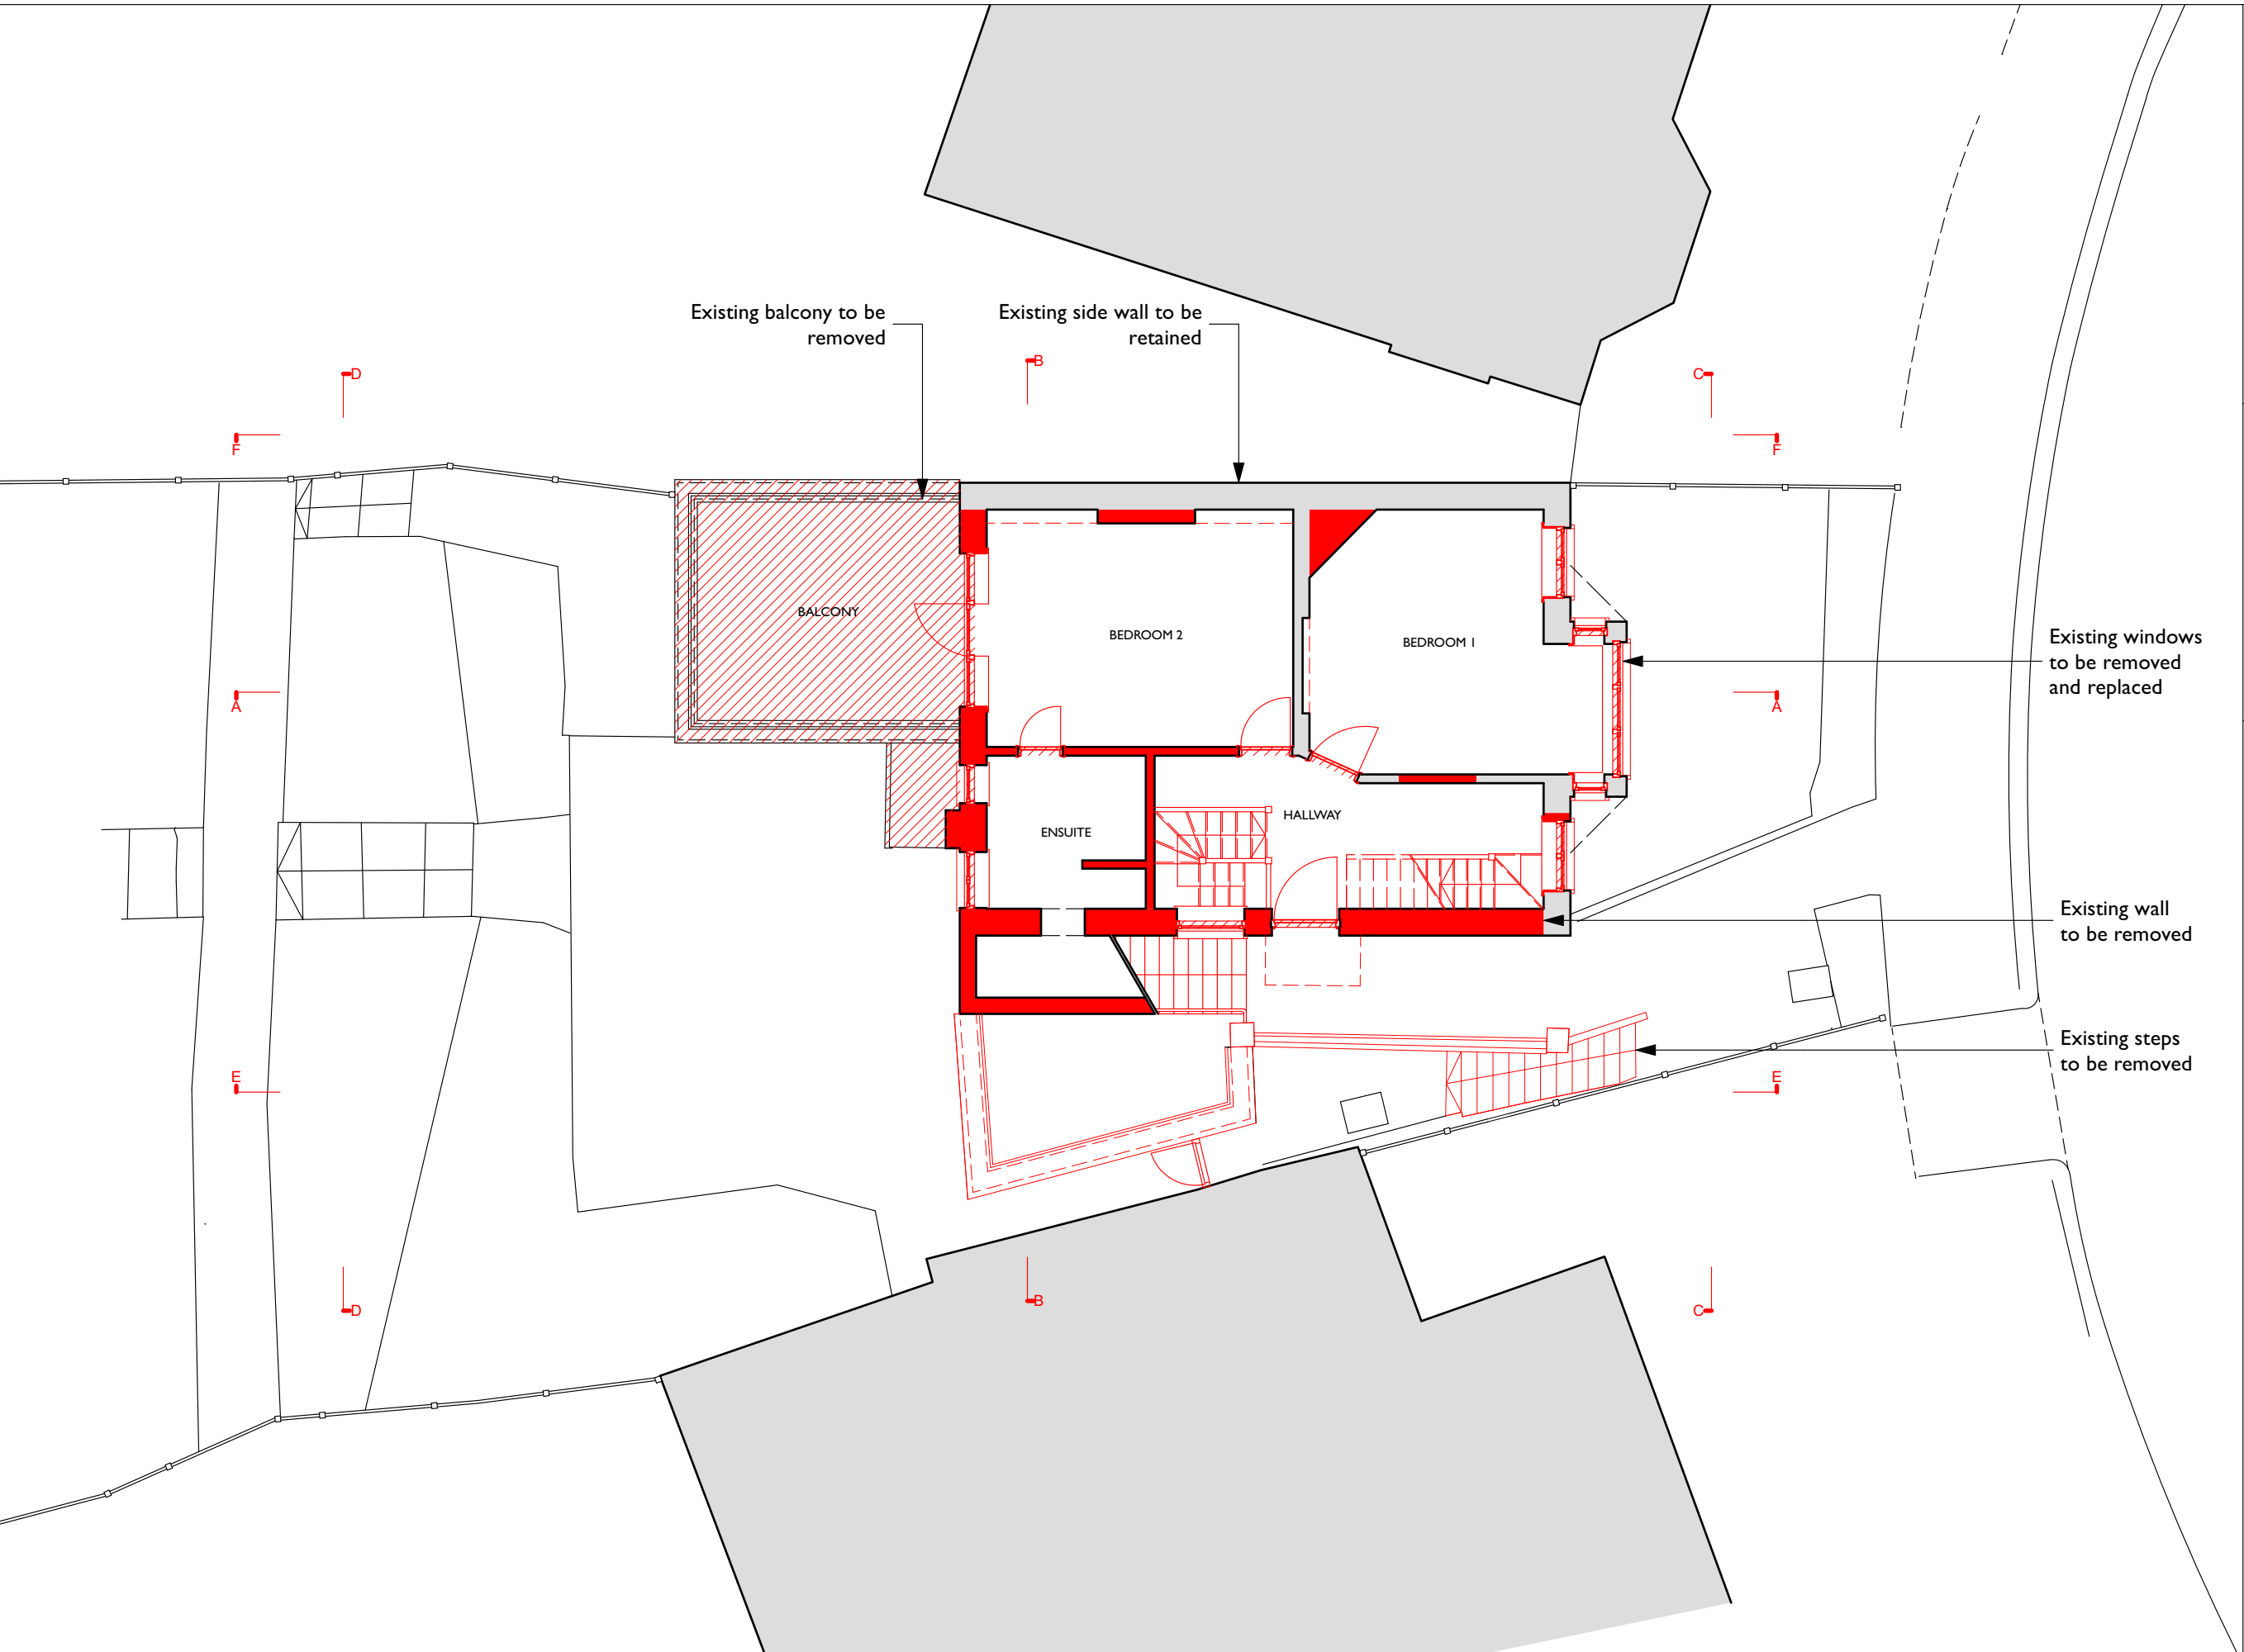 Existing balcony to be
removed
Existing side wall to be
retained
B
D
C
F
F
BALCONY
BEDROOM 2
BEDROOM 1
Existing windows
to be removed
and replaced
A
A
HALLWAY
ENSUITE
Existing wall
to be removed
Existing steps
to be removed
E
E
B
D
C